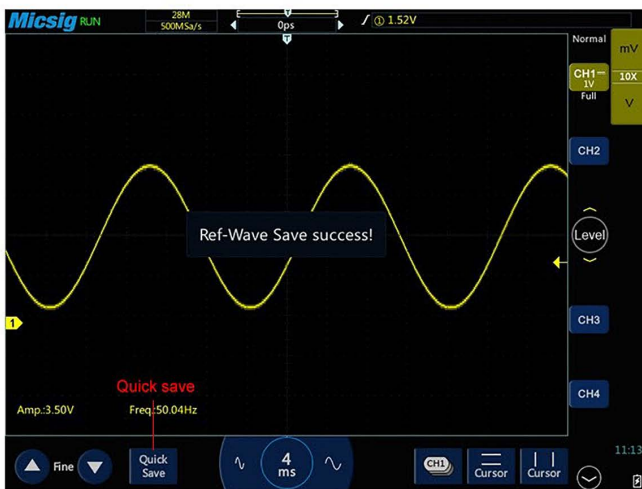 Micsig RUN
28M
500MSa/s
T
0ps
1 1.52V
T
Normal
mV
CH1
1V
10X
Full
V
CH2
Ref-Wave Save success!
Level
1
CH3
Quick save
CH4
Amp.:3.50V
Freq.:50.04Hz
11:13
Fine
Quick
Save
4
ms
CH1
Cursor
Cursor